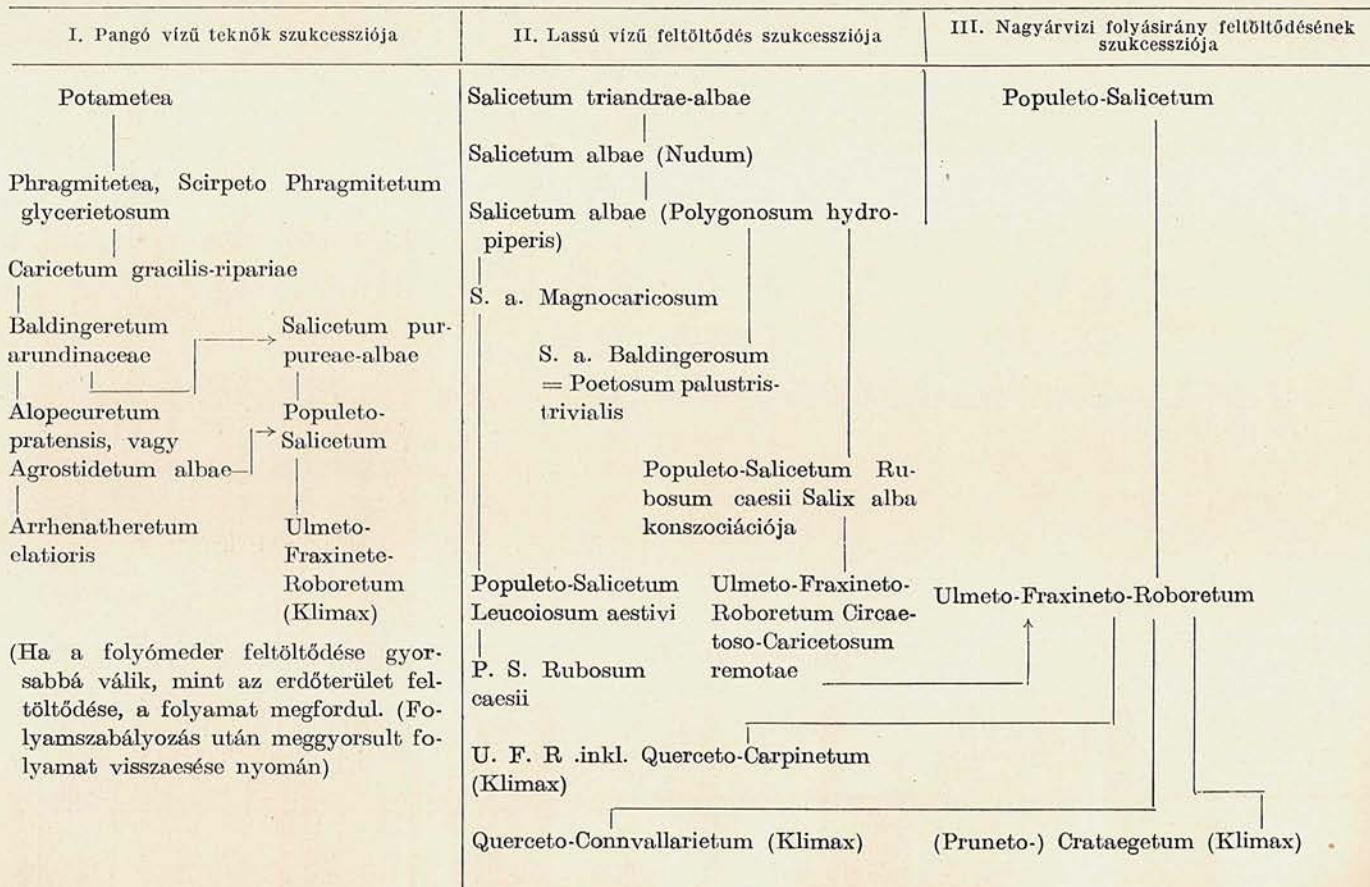 I. Pangó vízű teknők szukcessziója
II. Lassú vízű feltöltődés szukcessziója
III. Nagyárvizi folyásirány feltöltődésének
szukcessziója
Potametea
Phragmitetea, Scirpeto Phragmitetum
glycerietosum
Caricetum gracilis-ripariae
Baldingeretum
arundinaceae
Salicetum pur-
pureae-albae
Alopecuretum
pratensis, vagy
Agrostidetum albae
Populeto-
Salicetum
Arrhenatheretum
elatioris
Ulmeto-
Fraxinete-
Roboretum
(Klimax)
(Ha a folyómeder feltöltődése gyor-
sabbá válik, mint az erdőterület fel-
töltődése, a folyamat megfordul. (Fo-
lyamszabályozás után meggyorsult fo-
lyamat visszaesése nyomán)
Salicetum triandrae-albae
Salicetum albae (Nudum)
Salicetum albae (Polygonosum hydro-
piperis)
S. a. Magnocaricosum
S. a. Baldingerosum
= Poetosum palustris-
trivialis
Populeto-Salicetum Ru-
bosum caesii Salix alba
konszociációja
Populeto-Salicetum
Leucoiosum aestivi
Ulmeto-Fraxineto-
Roboretum Circae-
toso-Caricetosum
remotae
P. S. Rubosum
caesii
U. F. R .inkl. Querceto-Carpinetum
(Klimax)
Querceto-Connvallarietum (Klimax)
Populeto-Salicetum
Ulmeto-Fraxineto-Roboretum
(Pruneto-) Crataegetum (Klimax)